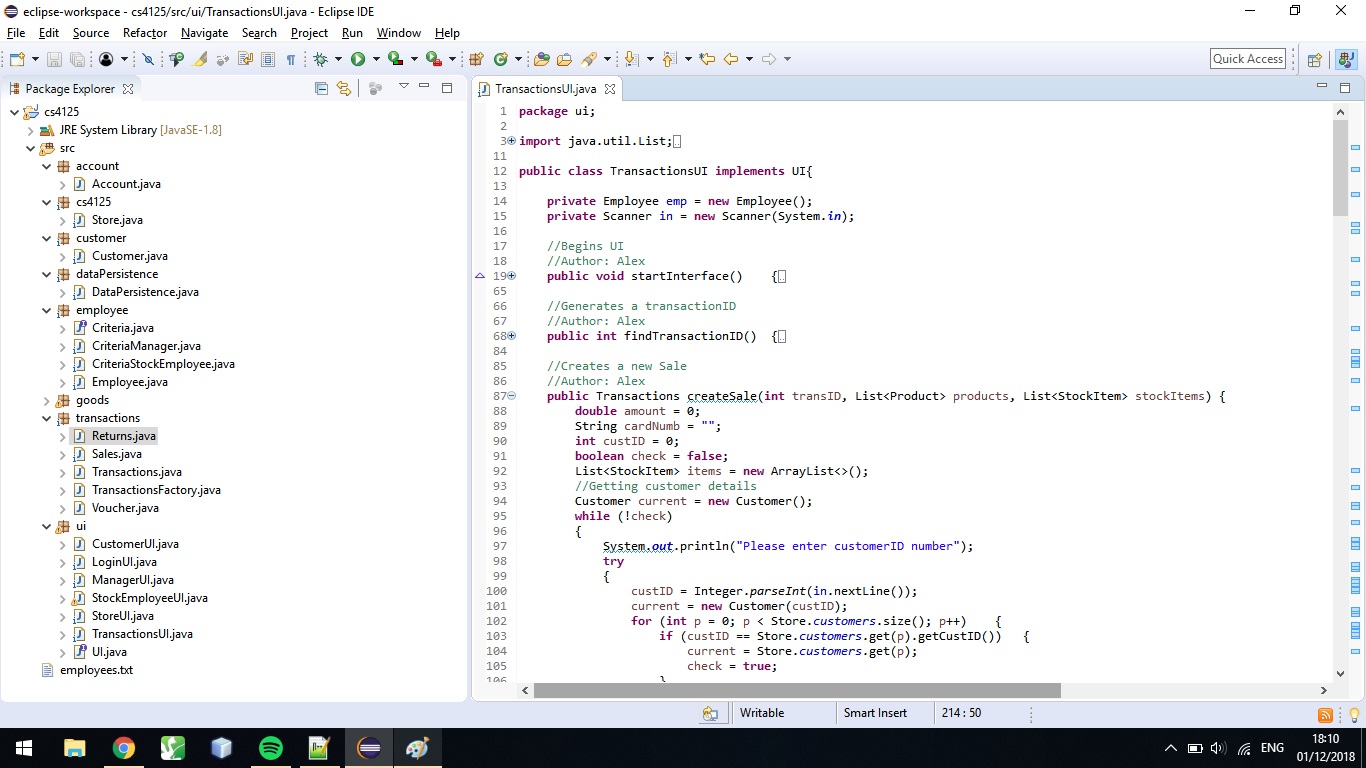 eclipse-workspace - cs4125/src/ui/TransactionsUI.java - Eclipse IDE
File Edit Source Refactor Navigate Search Project Run Window Help
Quick Access
Package Explorer
cs4125
JRE System Library [JavaSE-1.8]
src
account
Account.java
cs4125
Store.java
customer
Customer.java
dataPersistence
DataPersistence.java
employee
Criteria.java
CriteriaManager.java
CriteriaStockEmployee.java
Employee.java
goods
transactions
Returns.java
Sales.java
Transactions.java
TransactionsFactory.java
Voucher.java
ui
CustomerUI.java
LoginUI.java
ManagerUI.java
StockEmployeeUI.java
StoreUI.java
TransactionsUI.java
UI.java
employees.txt
TransactionsUI.java
1 package ui;
2
3 import java.util.List;
11
12 public class TransactionsUI implements UI{
13
14 private Employee emp = new Employee();
15 private Scanner in = new Scanner(System.in);
16
17 //Begins UI
18 //Author: Alex
19 public void startInterface() {
65
66 //Generates a transactionID
67 //Author: Alex
68 public int findTransactionID() {
84
85 //Creates a new Sale
86 //Author: Alex
87 public Transactions createSale(int transID, List<Product> products, List<StockItem> stockItems) {
88 double amount = 0;
89 String cardNumb = "";
90 int custID = 0;
91 boolean check = false;
92 List<StockItem> items = new ArrayList<>();
93 //Getting customer details
94 Customer current = new Customer();
95 while (!check)
96 {
97 System.out.println("Please enter customerID number");
98 try
99 {
100 custID = Integer.parseInt(in.nextLine());
101 current = new Customer(custID);
102 for (int p = 0; p < Store.customers.size(); p++) {
103 if (custID == Store.customers.get(p).getCustID()) {
104 current = Store.customers.get(p);
105 check = true;
106 }
Writable Smart Insert 214 : 50
ENG 18:10
01/12/2018